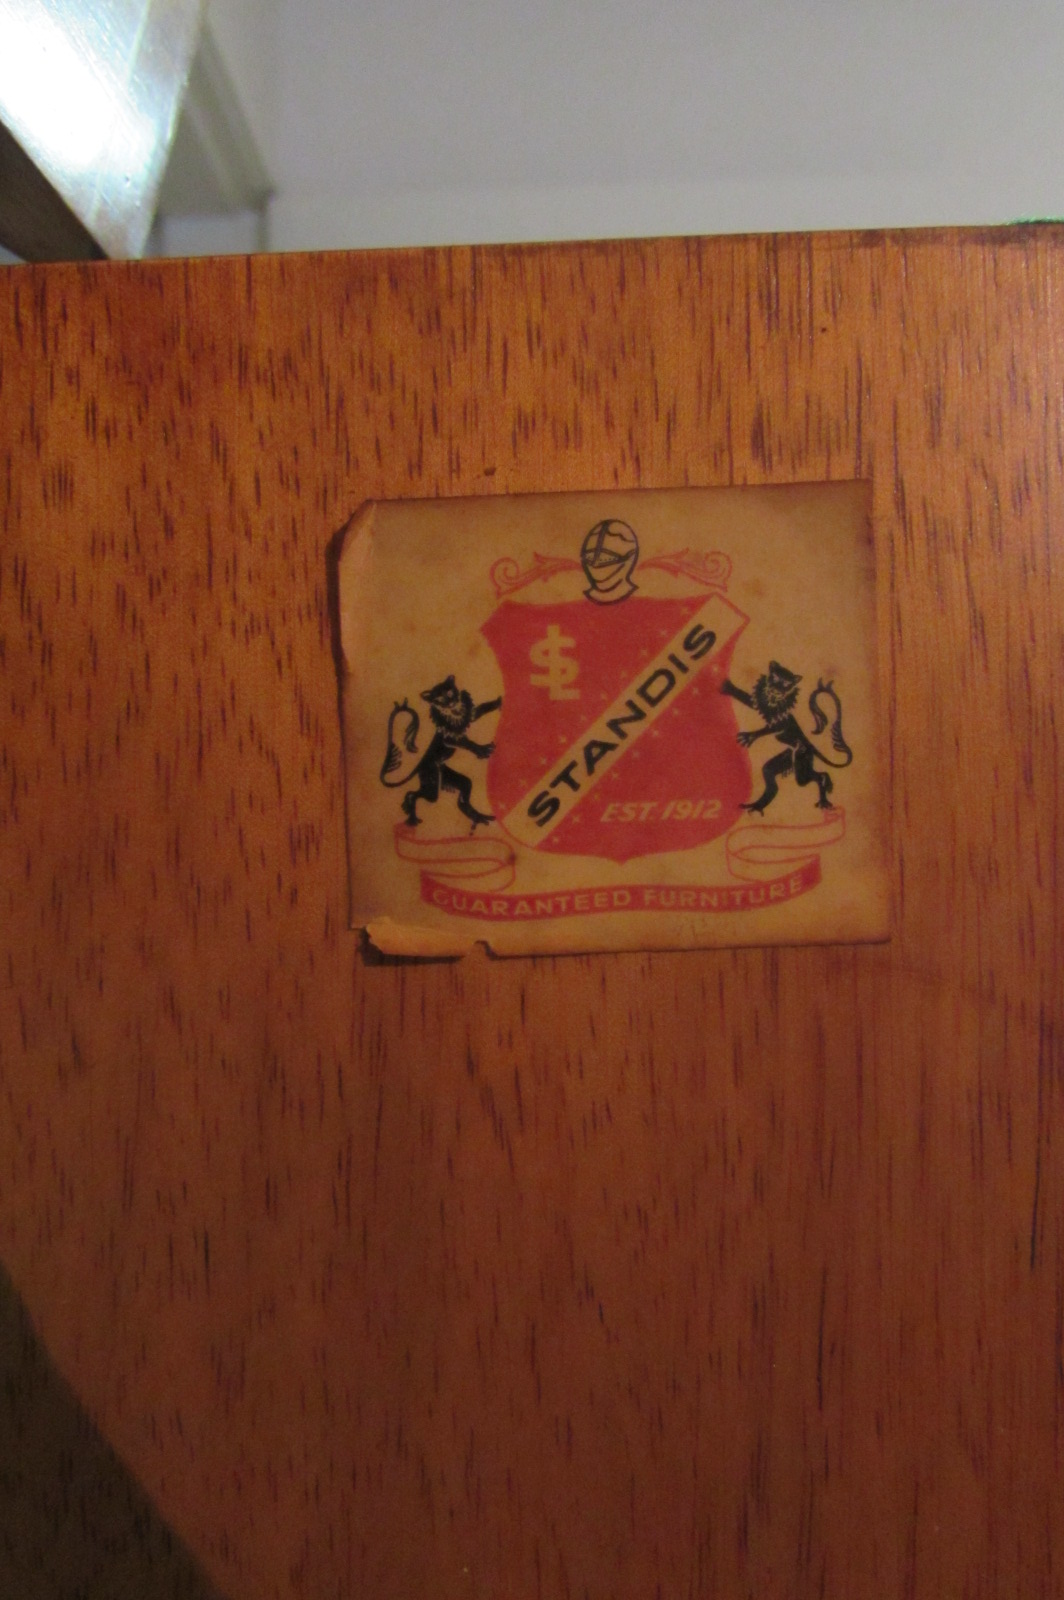 SL
STANDIS
EST. 1912
GUARANTEED FURNITURE